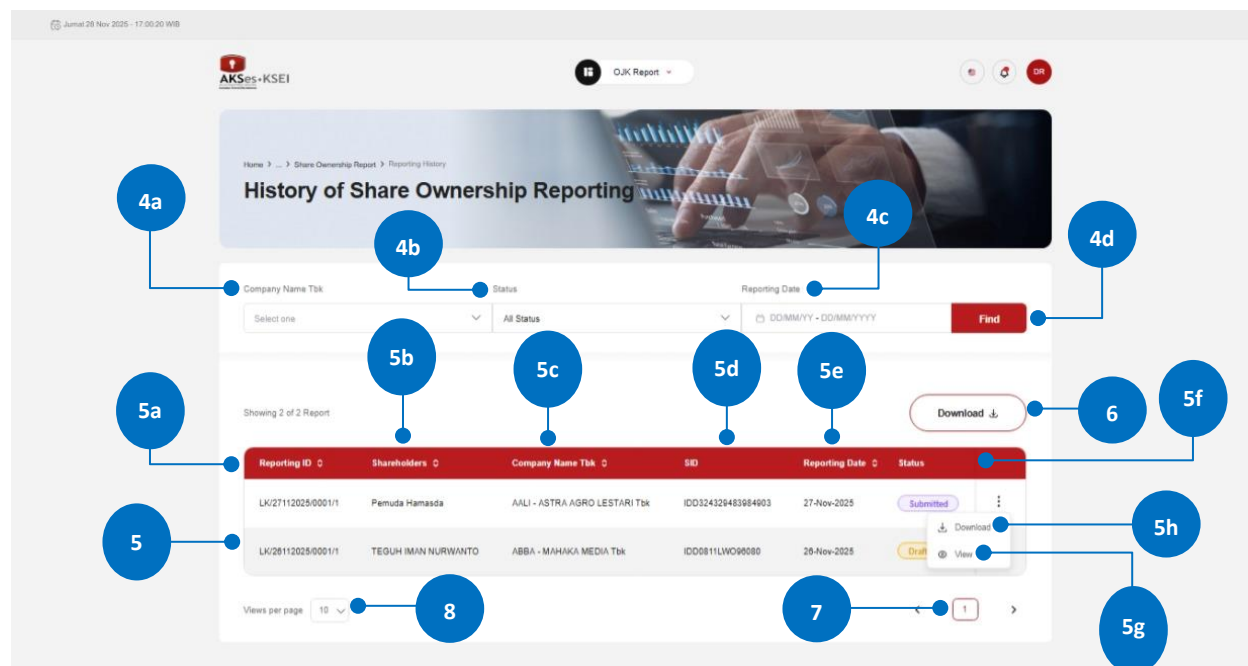 Jumat 28 Nov 2025 - 17:00:20 WIB
AKSes-KSEI
OJK Report
DR
Home > ... > Share Ownership Report > Reporting History
History of Share Ownership Reporting
4a
4b
4c
4d
Company Name Tbk
Status
Reporting Date
Select one
All Status
DD/MM/YY - DD/MM/YYYY
Find
5b
5c
5d
5e
5a
Showing 2 of 2 Report
Download
6
5f
Reporting ID
Shareholders
Company Name Tbk
SID
Reporting Date
Status
LK/27112025/0001/1
Pemuda Hamasda
AALI - ASTRA AGRO LESTARI Tbk
IDD324329483984903
27-Nov-2025
Submitted
Download
5h
5
LK/26112025/0001/1
TEGUH IMAN NURWANTO
ABBA - MAHAKA MEDIA Tbk
IDD0811LWO96080
26-Nov-2025
Draf
View
Views per page
10
8
7
1
5g